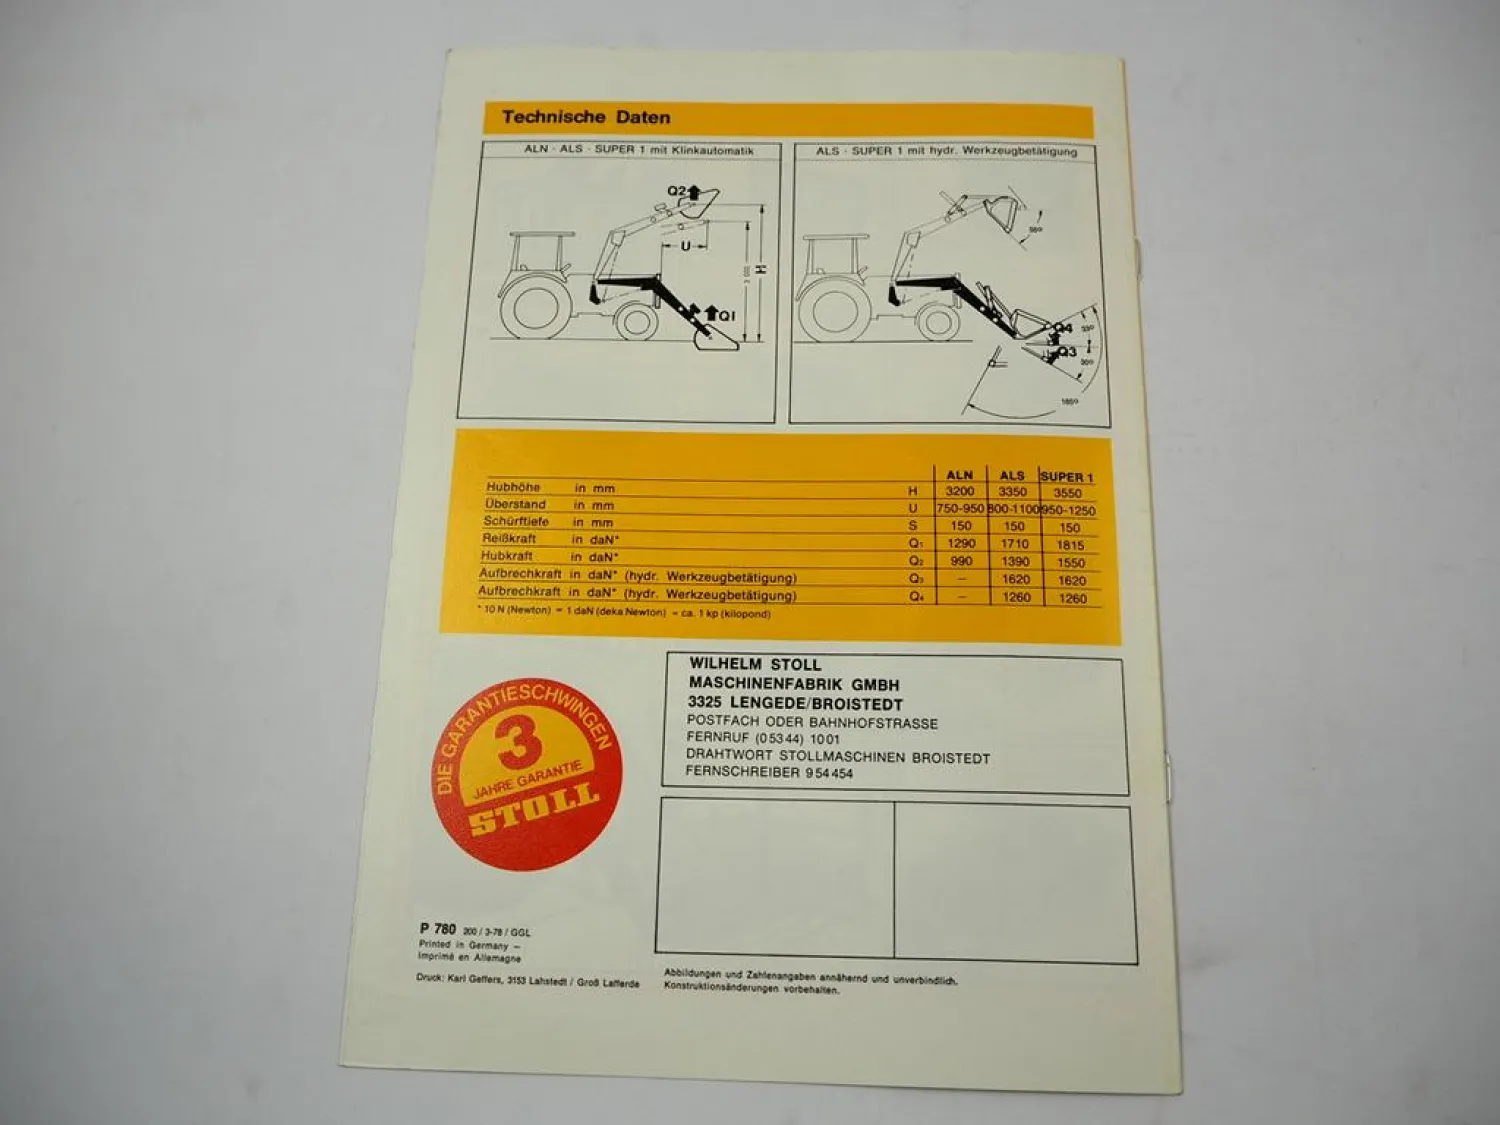 Technische Daten
ALN · ALS · SUPER 1 mit Klinkautomatik
ALS · SUPER 1 mit hydr. Werkzeugbetätigung
Q2
U
H
Q1
Q4
Q3
ALN ALS SUPER 1
Hubhöhe in mm H 3200 3350 3550
Überstand in mm U 750-950 800-1100 950-1250
Schürftiefe in mm S 150 150 150
Reißkraft in daN* Q1 1290 1710 1815
Hubkraft in daN* Q2 990 1390 1550
Aufbrechkraft in daN* (hydr. Werkzeugbetätigung) Q3 – 1620 1620
Aufbrechkraft in daN* (hydr. Werkzeugbetätigung) Q4 – 1260 1260
* 10 N (Newton) = 1 daN (deka Newton) = ca. 1 kp (kilopond)
DIE GARANTIESCHWINGEN
3
JAHRE GARANTIE
STOLL
WILHELM STOLL
MASCHINENFABRIK GMBH
3325 LENGEDE/BROISTEDT
POSTFACH ODER BAHNHOFSTRASSE
FERNRUF (05344) 1001
DRAHTWORT STOLLMASCHINEN BROISTEDT
FERNSCHREIBER 954454
P 780 200 / 3-78 / GGL
Printed in Germany –
Imprimé en Allemagne
Druck: Karl Geffers, 3153 Lahstedt / Groß Lafferde
Abbildungen und Zahlenangaben annähernd und unverbindlich.
Konstruktionsänderungen vorbehalten.